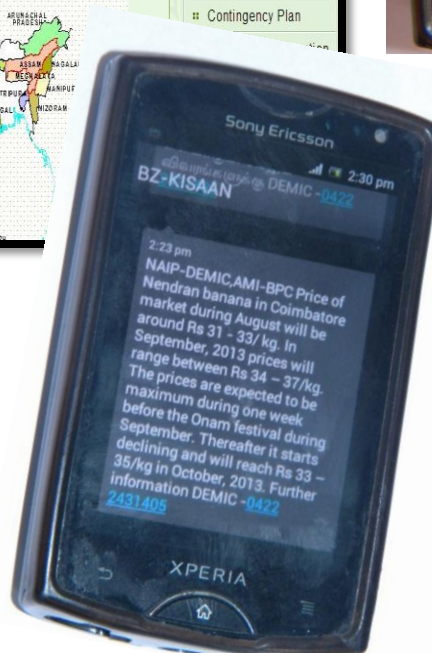 ARUNACHAL
PRADESH
ASSAM NAGALA
MEGHALAYA
MANIPUR
TRIPURA
MIZORAM
Contingency Plan
Sony Ericsson
2:30 pm
DEMIC -0422
BZ-KISAAN
2:23 pm
NAIP-DEMIC,AMI-BPC Price of
Nendran banana in Coimbatore
market during August will be
around Rs 31 - 33/ kg. In
September, 2013 prices will
range between Rs 34 – 37/kg.
The prices are expected to be
maximum during one week
before the Onam festival during
September. Thereafter it starts
declining and will reach Rs 33 –
35/kg in October, 2013. Further
information DEMIC -0422
2431405
XPERIA